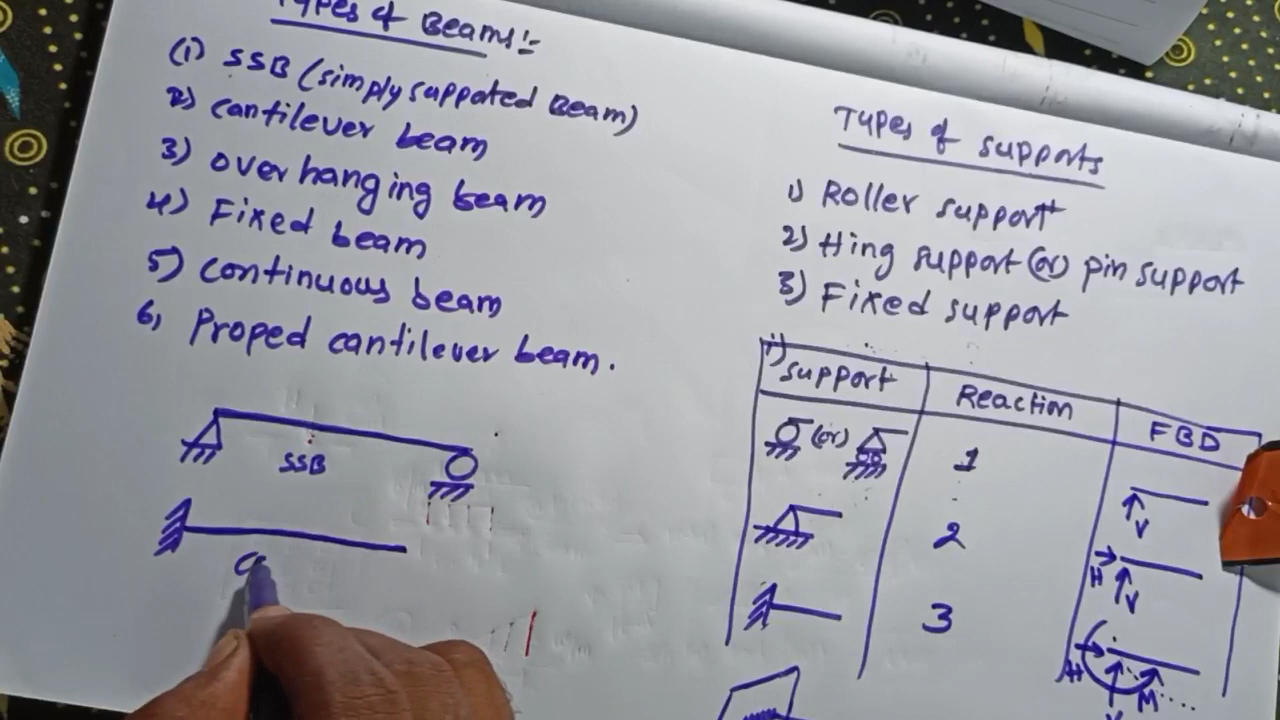 Types of Beams:-
(1) SSB (simply suppoted Beam)
2) cantilever beam
3) over hanging beam
4) Fixed beam
5) continuous beam
6, Proped cantilever beam.
SSB
C
Types of supports
1) Roller support
2) Hing support (or) pin support
3) Fixed support
i) support Reaction FBD
(or) 1 V
2 H V
3 H V M